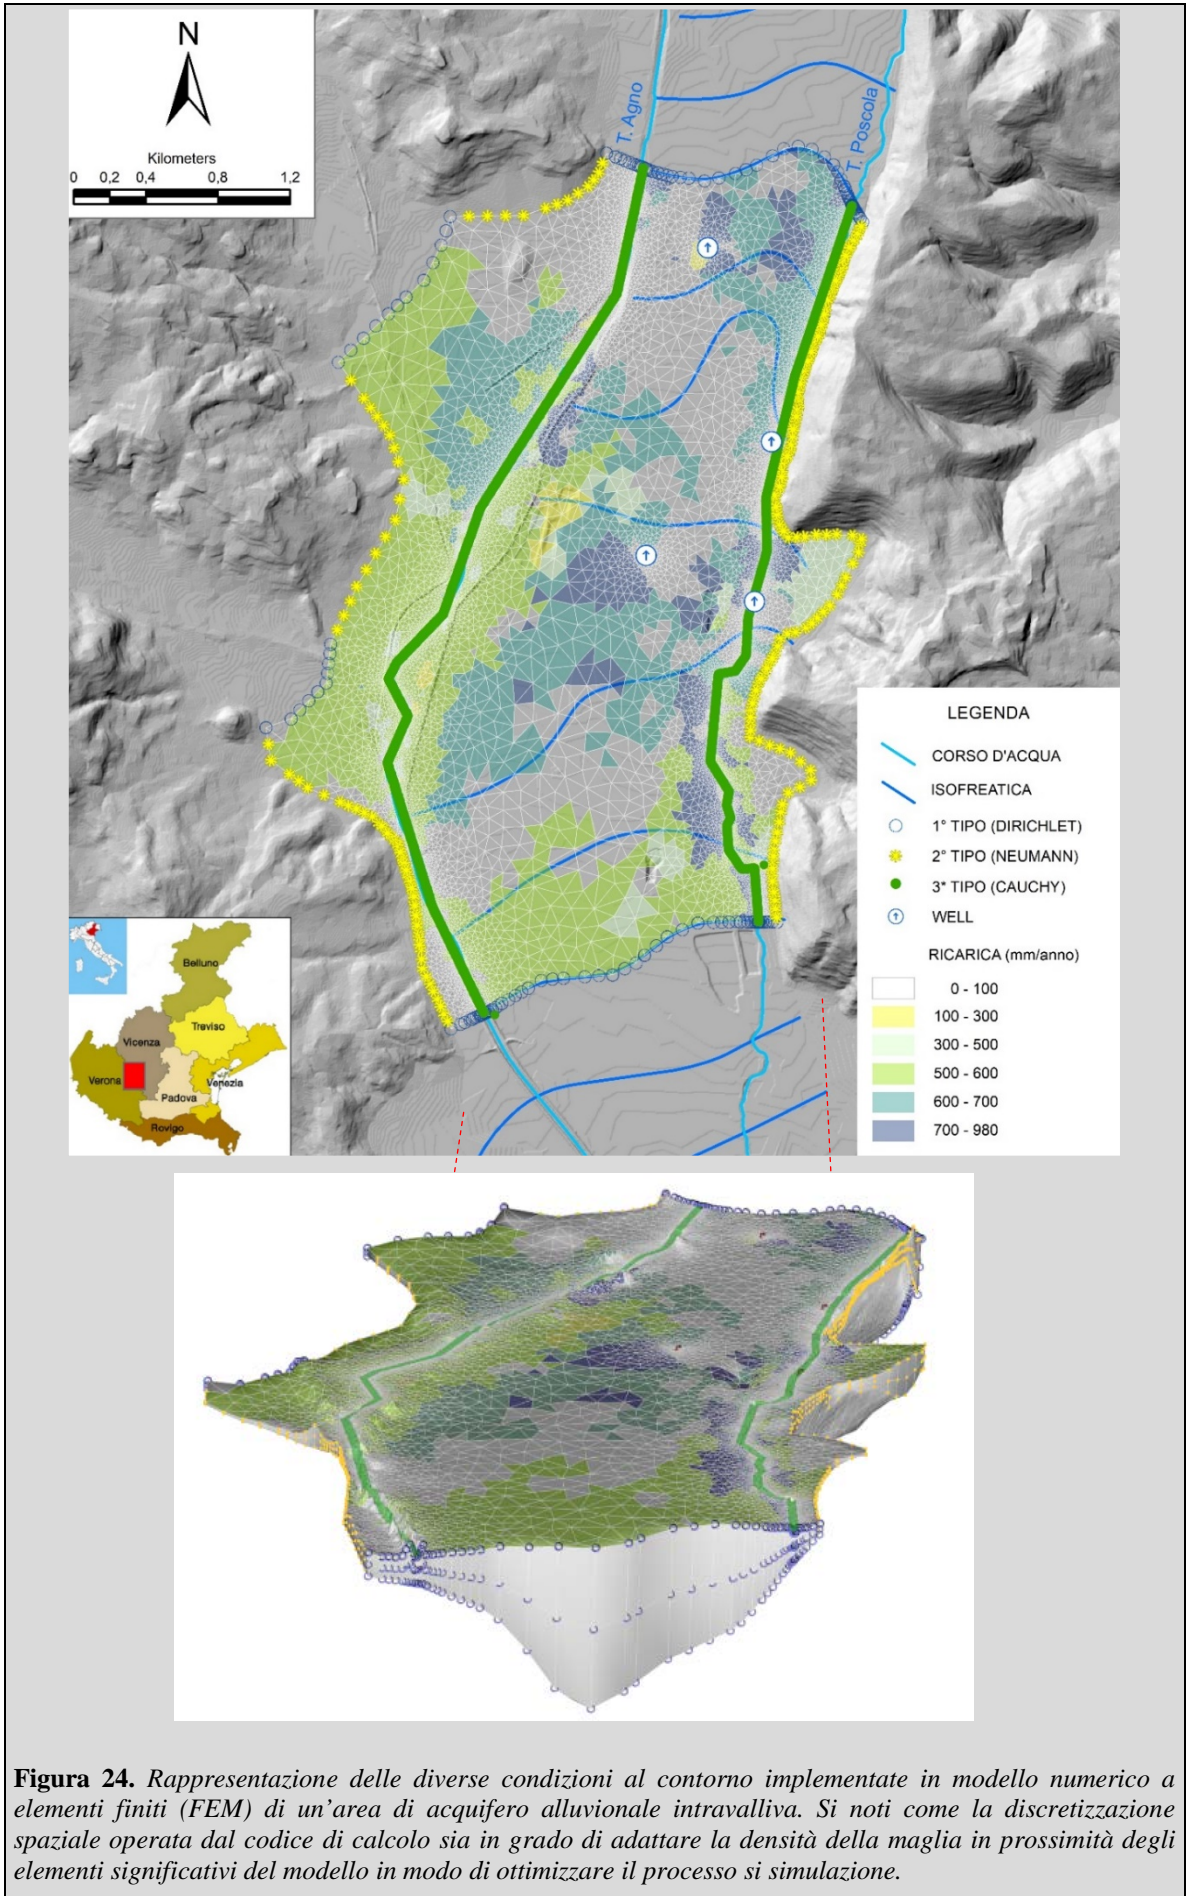 N
Kilometers
0 0,2 0,4 0,8 1,2
T. Agno
T. Poscola
LEGENDA
CORSO D'ACQUA
ISOFREATICA
1° TIPO (DIRICHLET)
2° TIPO (NEUMANN)
3* TIPO (CAUCHY)
WELL
RICARICA (mm/anno)
0 - 100
100 - 300
300 - 500
500 - 600
600 - 700
700 - 980
Belluno
Treviso
Vicenza
Verona
Venezia
Padova
Rovigo
Figura 24. Rappresentazione delle diverse condizioni al contorno implementate in modello numerico a
elementi finiti (FEM) di un'area di acquifero alluvionale intravalliva. Si noti come la discretizzazione
spaziale operata dal codice di calcolo sia in grado di adattare la densità della maglia in prossimità degli
elementi significativi del modello in modo di ottimizzare il processo si simulazione.